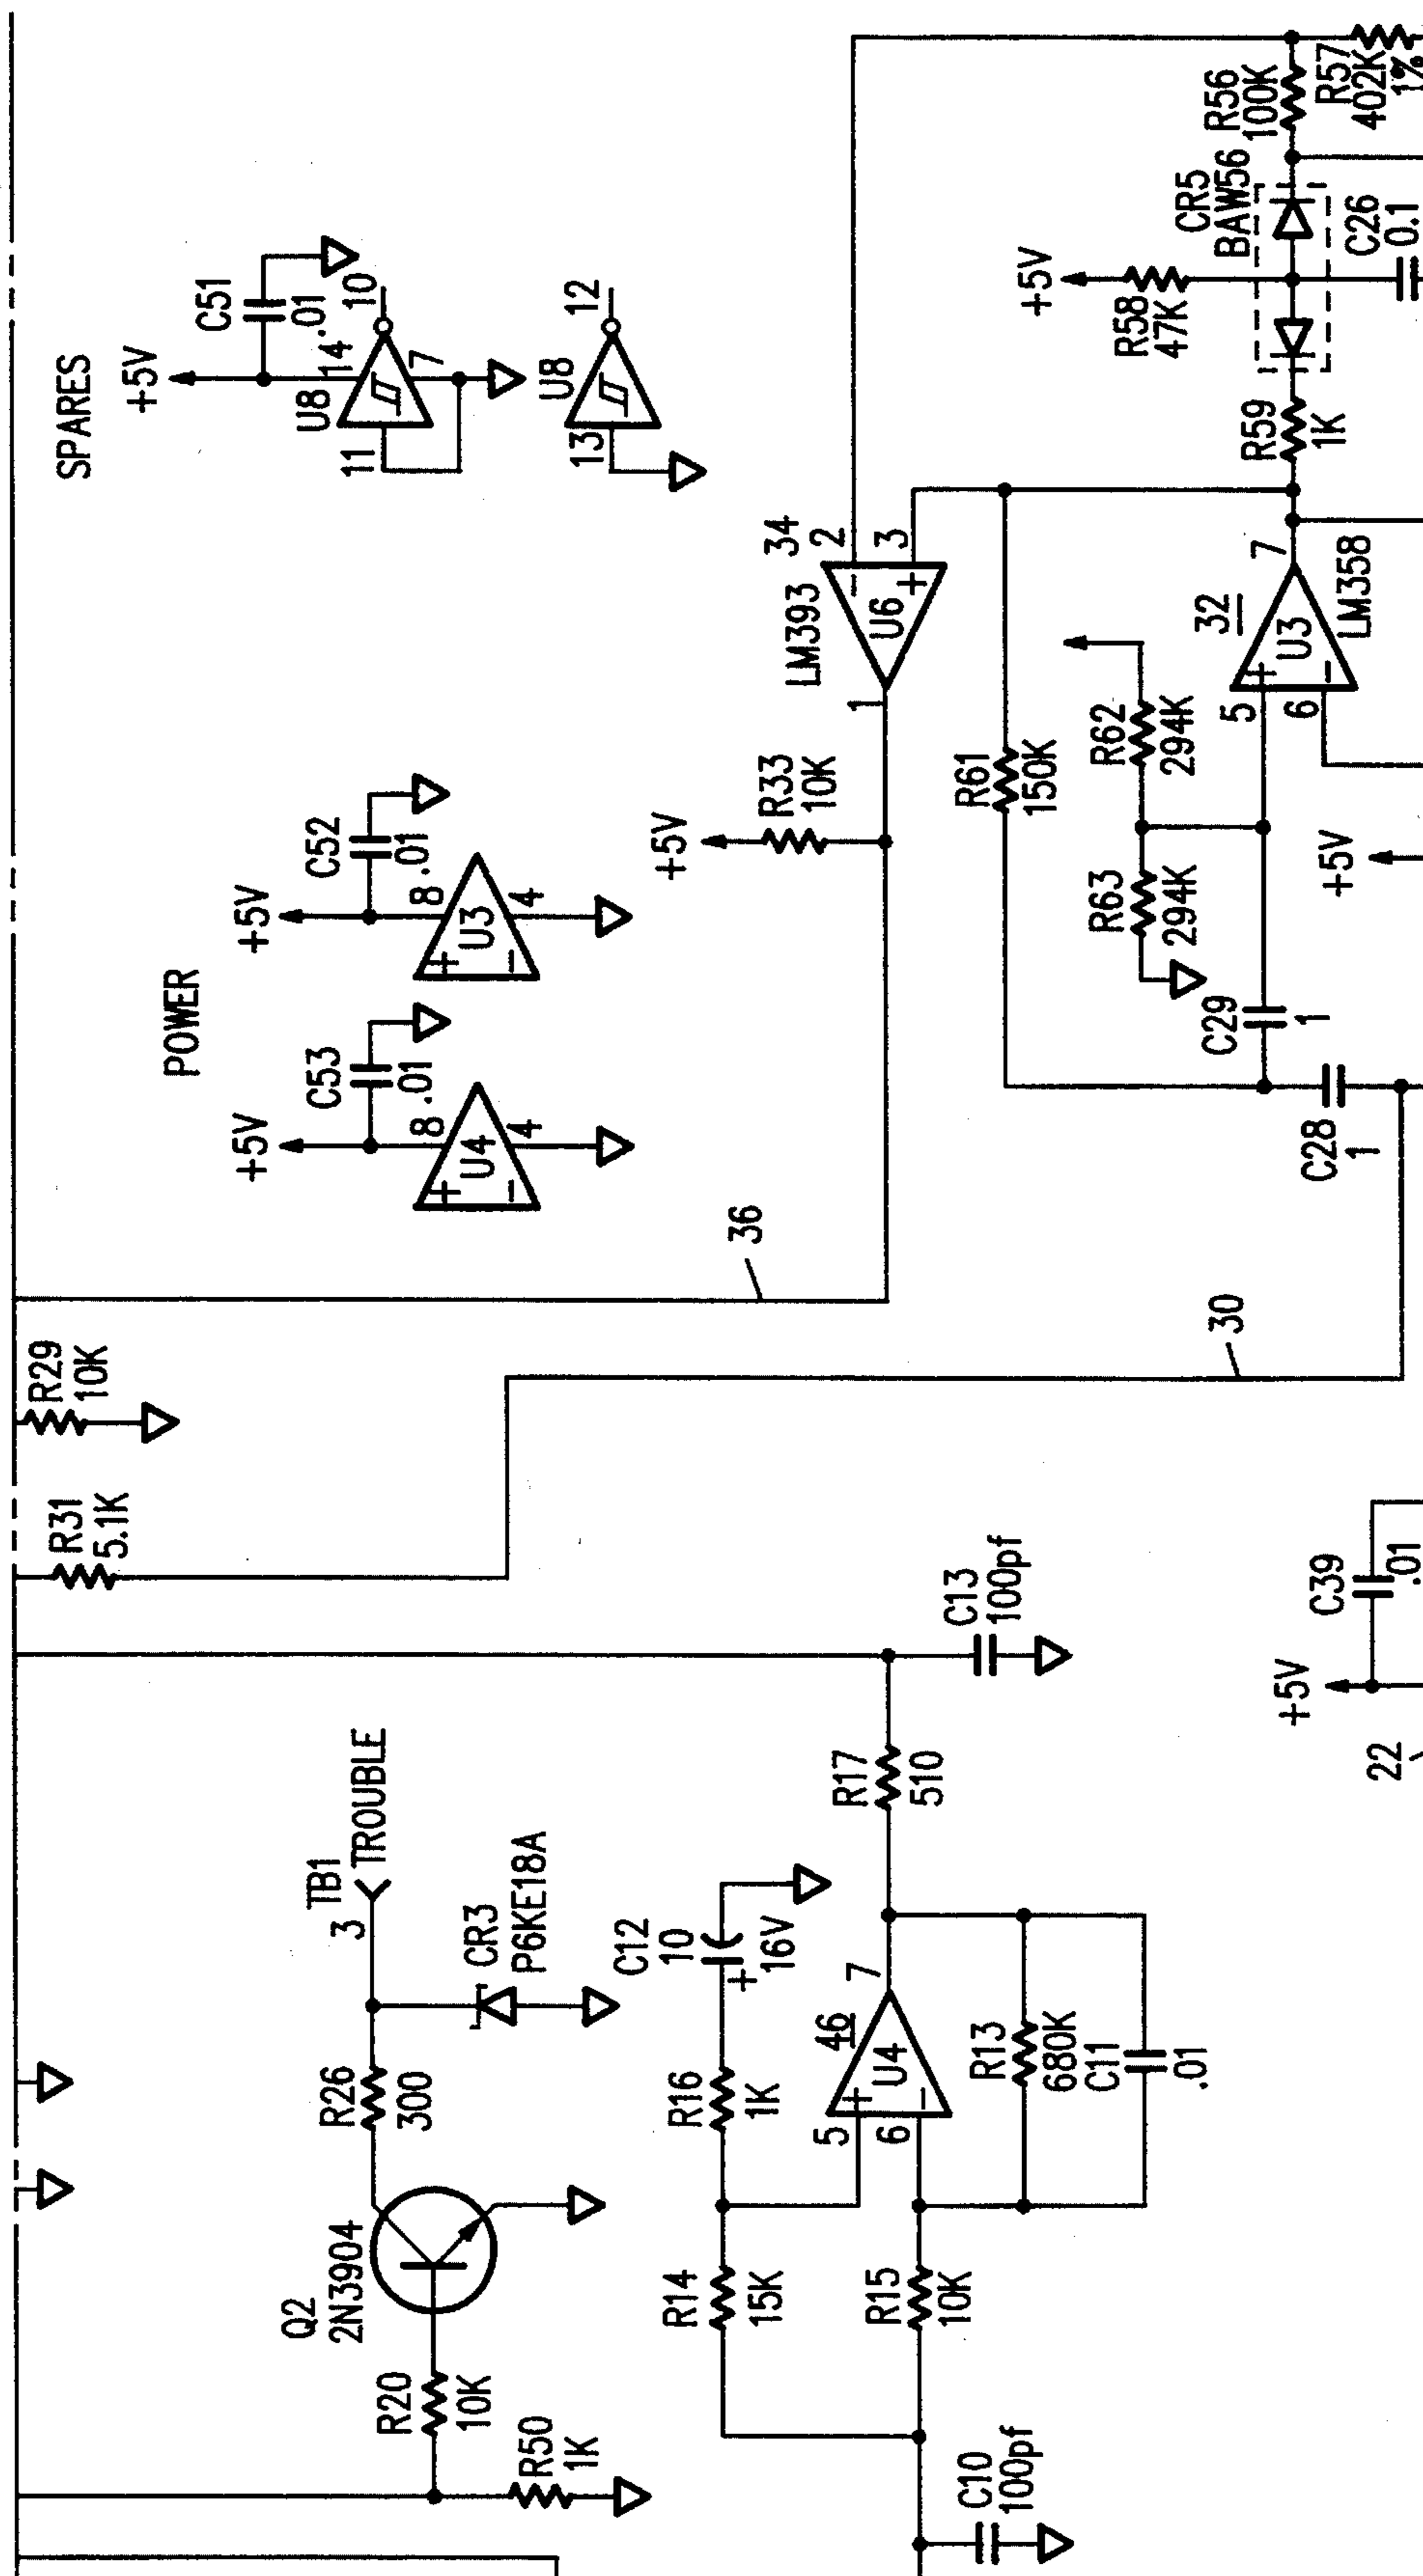 SPARES
+5V
C51
.01
U8
14
10
7
11
U8
12
13
POWER
+5V
C52
.01
8
U3
4
+5V
C53
.01
8
U4
4
+5V
R33
10K
LM393
34
2
3
U6
1
36
+5V
R58
47K
CR5
BAW56
R56
100K
R57
402K
1%
C26
0.1
R59
1K
R61
150K
R62
294K
R63
294K
32
U3
LM358
5
6
7
+5V
C29
1
C28
1
30
R29
10K
R31
5.1K
C13
100pf
C39
.01
+5V
22
R17
510
TB1
3
TROUBLE
CR3
P6KE18A
R26
300
Q2
2N3904
R20
10K
R50
1K
C12
10
+
16V
R16
1K
R14
15K
R15
10K
46
U4
5
6
7
R13
680K
C11
.01
C10
100pf